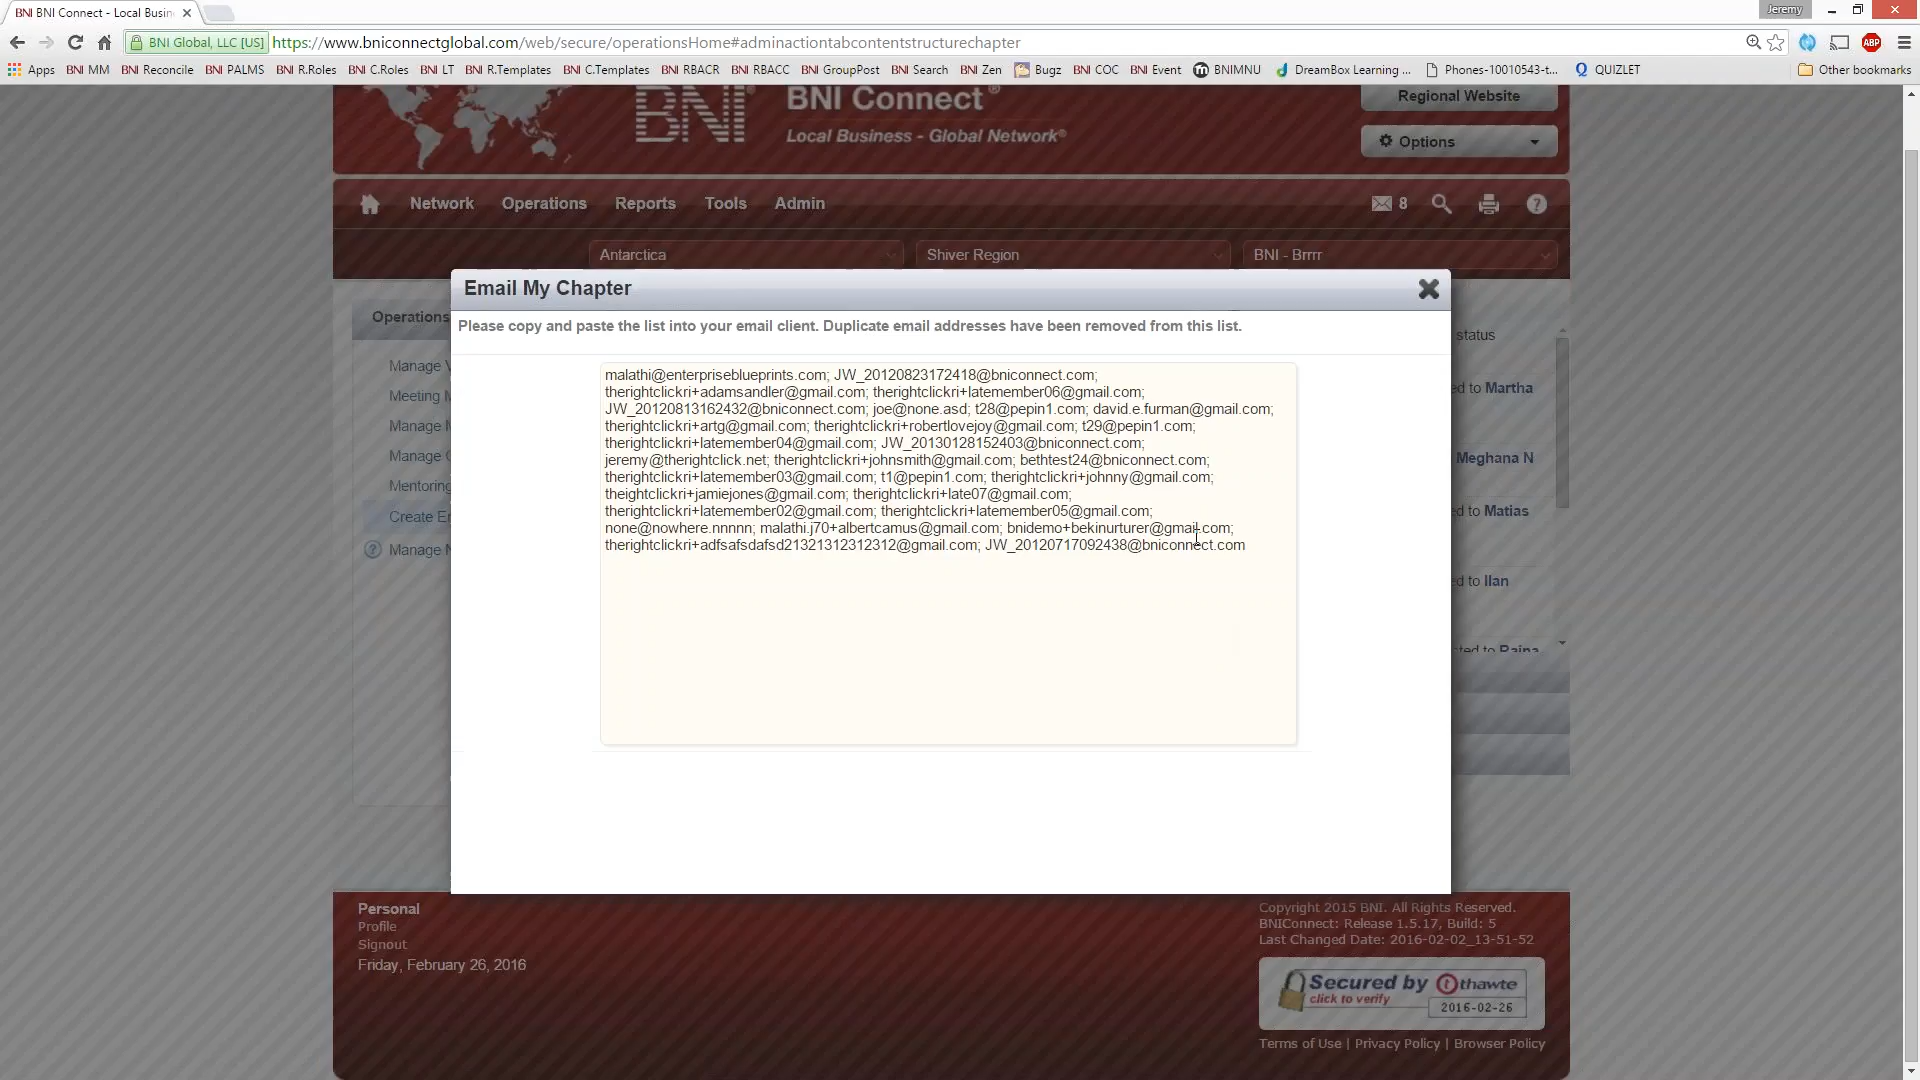 BNI BNI Connect - Local Busin
Jeremy
BNI Global, LLC [US] https://www.bniconnectglobal.com/web/secure/operationsHome#adminactiontabcontentstructurechapter
ABP
Apps BNI MM BNI Reconcile BNI PALMS BNI R.Roles BNI C.Roles BNI LT BNI R.Templates BNI C.Templates BNI RBACR BNI RBACC BNI GroupPost BNI Search BNI Zen Bugz BNI COC BNI Event BNIMNU DreamBox Learning ... Phones-10010543-t... QUIZLET Other bookmarks
BNI® BNI Connect®
Local Business - Global Network®
Regional Website
Options
Network Operations Reports Tools Admin 8
Antarctica Shiver Region BNI - Brrrr
Email My Chapter
Please copy and paste the list into your email client. Duplicate email addresses have been removed from this list.
malathi@enterpriseblueprints.com; JW_20120823172418@bniconnect.com;
therightclickri+adamsandler@gmail.com; therightclickri+latemember06@gmail.com;
JW_20120813162432@bniconnect.com; joe@none.asd; t28@pepin1.com; david.e.furman@gmail.com;
therightclickri+artg@gmail.com; therightclickri+robertlovejoy@gmail.com; t29@pepin1.com;
therightclickri+latemember04@gmail.com; JW_20130128152403@bniconnect.com;
jeremy@therightclick.net; therightclickri+johnsmith@gmail.com; bethtest24@bniconnect.com;
therightclickri+latemember03@gmail.com; t1@pepin1.com; therightclickri+johnny@gmail.com;
theightclickri+jamiejones@gmail.com; therightclickri+late07@gmail.com;
therightclickri+latemember02@gmail.com; therightclickri+latemember05@gmail.com;
none@nowhere.nnnnn; malathi.j70+albertcamus@gmail.com; bnidemo+bekinurturer@gmail.com;
therightclickri+adfsafsdafsd21321312312312@gmail.com; JW_20120717092438@bniconnect.com
Operations
Manage V
Meeting M
Manage M
Manage C
Mentoring
Create Er
Manage N
status
ed to Martha
Meghana N
ed to Matias
ed to Ilan
ted to Raina
Personal
Profile
Signout
Friday, February 26, 2016
Copyright 2015 BNI. All Rights Reserved.
BNIConnect: Release 1.5.17, Build: 5
Last Changed Date: 2016-02-02_13-51-52
Secured by thawte
click to verify
2016-02-26
Terms of Use | Privacy Policy | Browser Policy